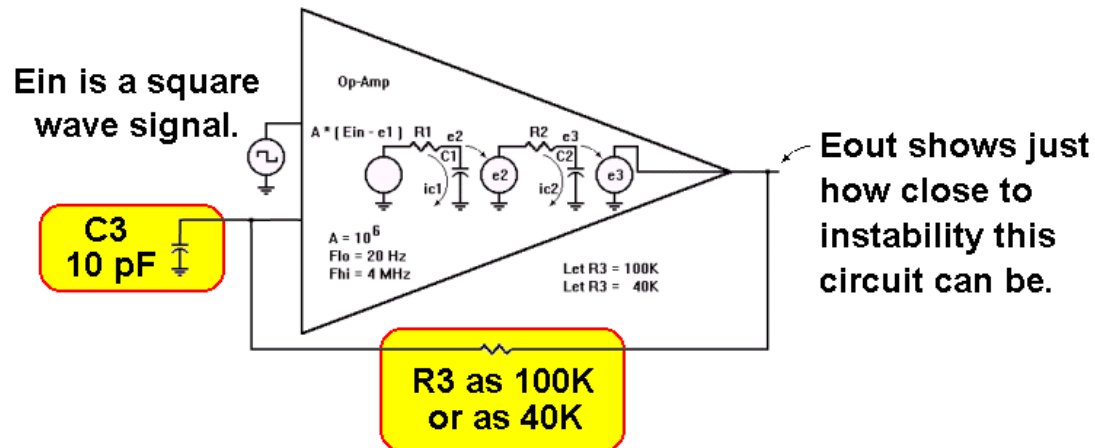 Ein is a square
wave signal.
Op-Amp
A * ( Ein - e1 )
R1
e2
R2
e3
C1
C2
ic1
e2
ic2
e3
C3
10 pF
A = 10^6
Flo = 20 Hz
Fhi = 4 MHz
Let R3 = 100K
Let R3 = 40K
Eout shows just
how close to
instability this
circuit can be.
R3 as 100K
or as 40K